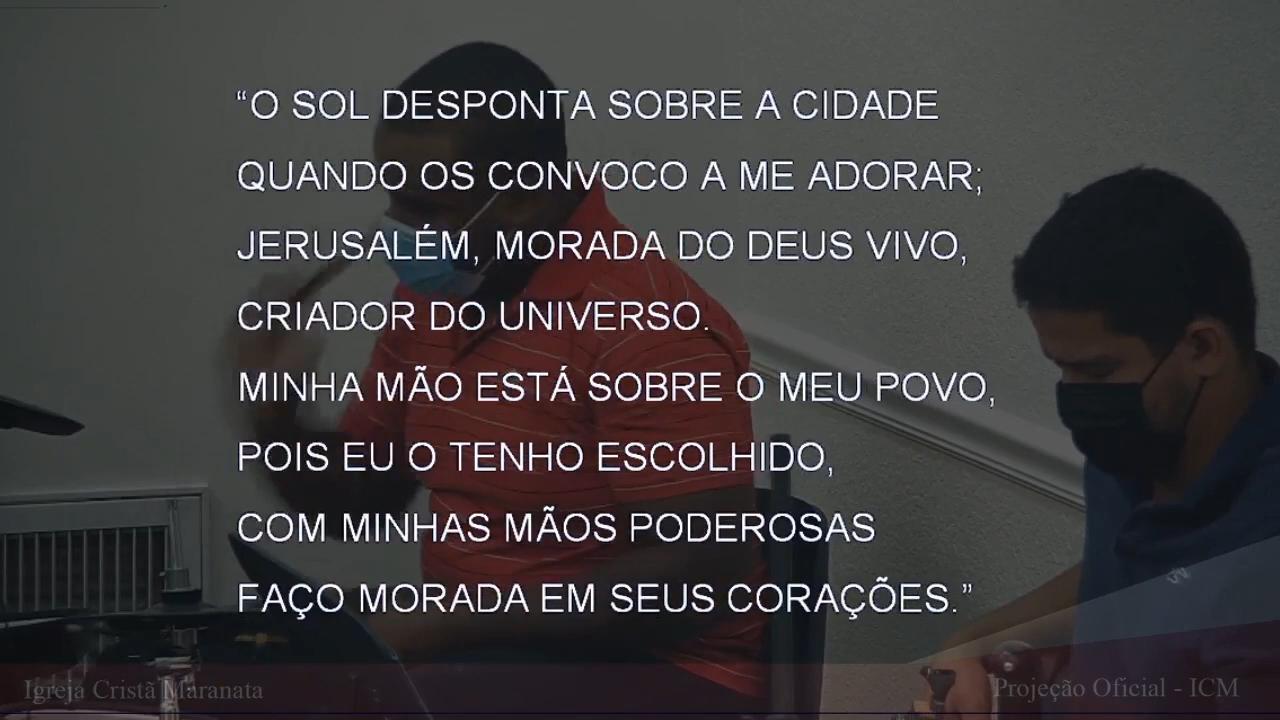 “O SOL DESPONTA SOBRE A CIDADE
QUANDO OS CONVOCO A ME ADORAR;
JERUSALÉM, MORADA DO DEUS VIVO,
CRIADOR DO UNIVERSO.
MINHA MÃO ESTÁ SOBRE O MEU POVO,
POIS EU O TENHO ESCOLHIDO,
COM MINHAS MÃOS PODEROSAS
FAÇO MORADA EM SEUS CORAÇÕES.”
Igreja Cristã Maranata
Projeção Oficial - ICM